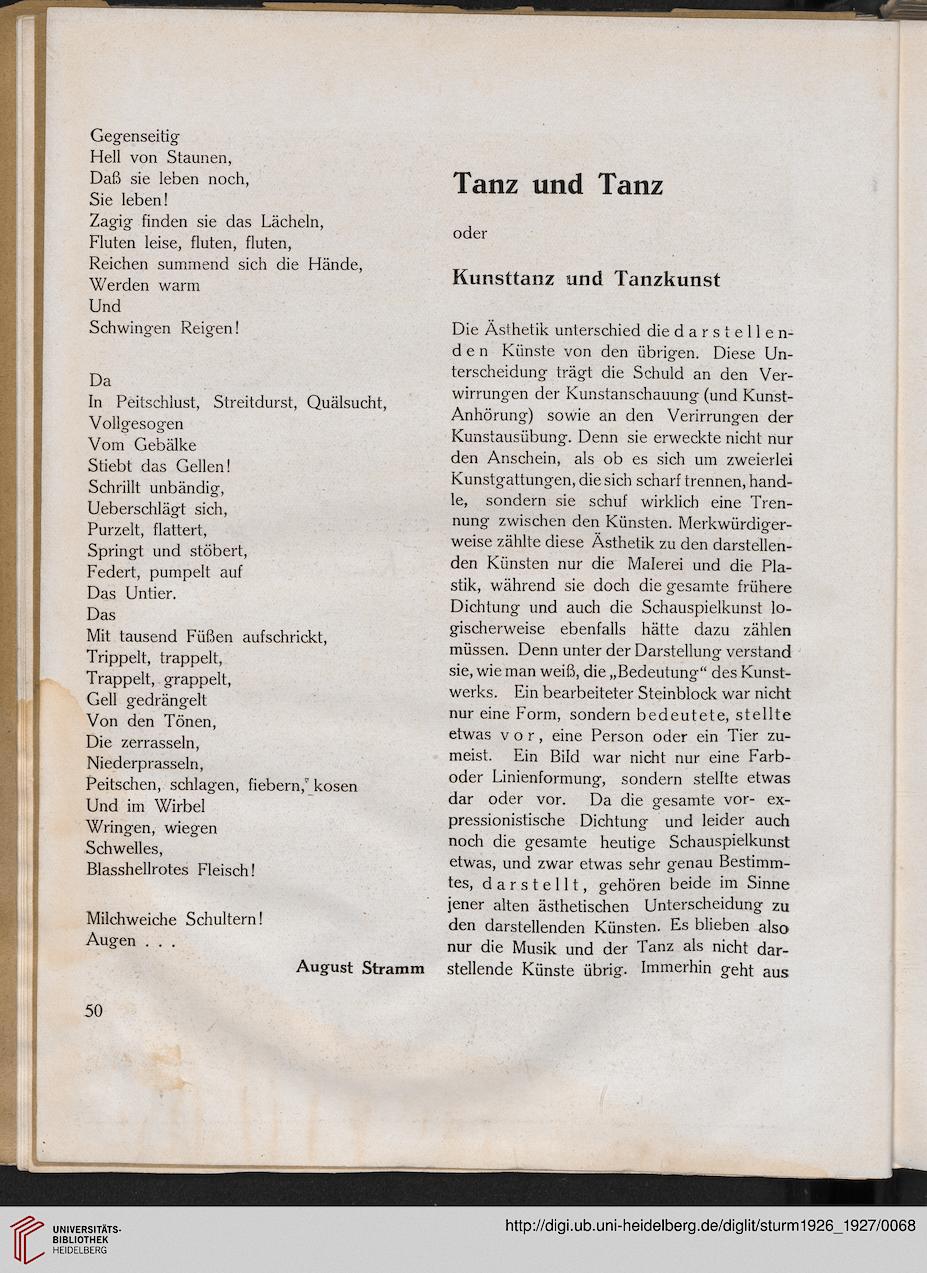 Gegenseitig
Hell von Staunen,
Daß sie leben noch,
Sie leben!
Zagig finden sie das Lächeln,
Fluten leise, fluten, fluten,
Reichen summend sich die Hände,
Werden warm
Und
Schwingen Reigen!
Da
In Peitschlust, Streitdurst, Quälsucht,
Vollgesogen
Vom Gebälke
Stiebt das Gellen!
Schrillt unbändig,
Ueberschlägt sich,
Purzelt, flattert,
Springt und stöbert,
Federt, pumpelt auf
Das Untier.
Das
Mit tausend Füßen aufschrickt,
Trippelt, trappelt,
Trappelt, grappelt,
Gell gedrängelt
Von den Tönen,
Die zerrasseln,
Niederprasseln,
Peitschen, schlagen, fiebern, kosen
Und im Wirbel
Wringen, wiegen
Schwelles,
Blasshellrotes Fleisch!
Milchweiche Schultern!
Augen . . .
August Stramm
50
Tanz und Tanz
oder
Kunsttanz und Tanzkunst
Die Ästhetik unterschied die darstellen-
den Künste von den übrigen. Diese Un-
terscheidung trägt die Schuld an den Ver-
wirrungen der Kunstanschauung (und Kunst-
Anhörung) sowie an den Verirrungen der
Kunstausübung. Denn sie erweckte nicht nur
den Anschein, als ob es sich um zweierlei
Kunstgattungen, die sich scharf trennen, hand-
le, sondern sie schuf wirklich eine Tren-
nung zwischen den Künsten. Merkwürdiger-
weise zählte diese Ästhetik zu den darstellen-
den Künsten nur die Malerei und die Pla-
stik, während sie doch die gesamte frühere
Dichtung und auch die Schauspielkunst lo-
gischerweise ebenfalls hätte dazu zählen
müssen. Denn unter der Darstellung verstand
sie, wie man weiß, die „Bedeutung“ des Kunst-
werks. Ein bearbeiteter Steinblock war nicht
nur eine Form, sondern bedeutete, stellte
etwas vor, eine Person oder ein Tier zu-
meist. Ein Bild war nicht nur eine Farb-
oder Linienformung, sondern stellte etwas
dar oder vor. Da die gesamte vor- ex-
pressionistische Dichtung und leider auch
noch die gesamte heutige Schauspielkunst
etwas, und zwar etwas sehr genau Bestimm-
tes, darstellt, gehören beide im Sinne
jener alten ästhetischen Unterscheidung zu
den darstellenden Künsten. Es blieben also
nur die Musik und der Tanz als nicht dar-
stellende Künste übrig. Immerhin geht aus
UNIVERSITÄTS-
BIBLIOTHEK
HEIDELBERG
http://digi.ub.uni-heidelberg.de/diglit/sturm1926_1927/0068